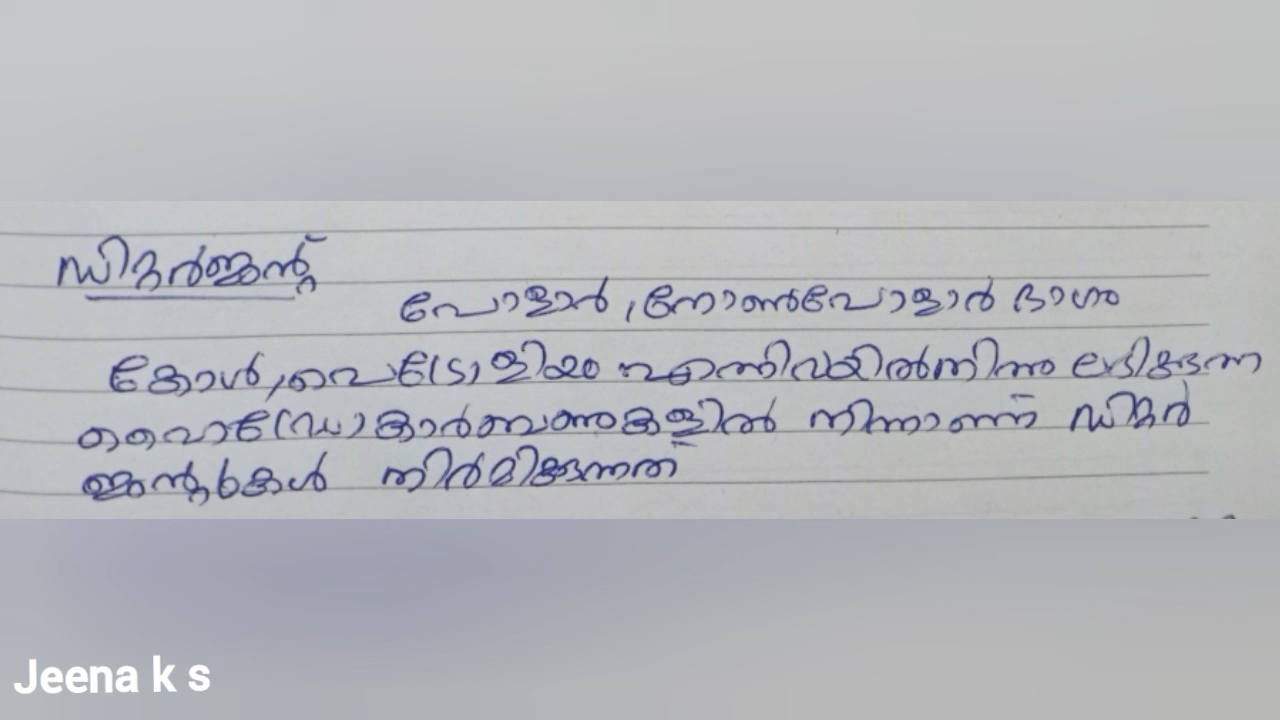 ഡിറ്റർജന്റ്
പോളാർ, നോൺപോളാർ ഭാഗം
കോൾ, പെട്രോളിയം എന്നിവയിൽനിന്നും ലഭിക്കുന്ന
ഹൈഡ്രോകാർബണുകളിൽ നിന്നാണ് ഡിറ്റർ
ജന്റുകൾ നിർമിക്കുന്നത്
Jeena k s